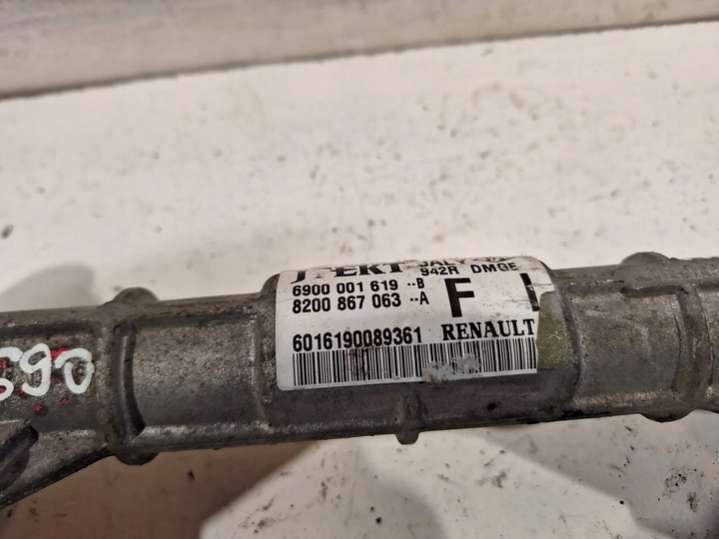 942R DMGE
6900 001 619 --B
8200 867 063 --A
F
6016190089361 RENAULT